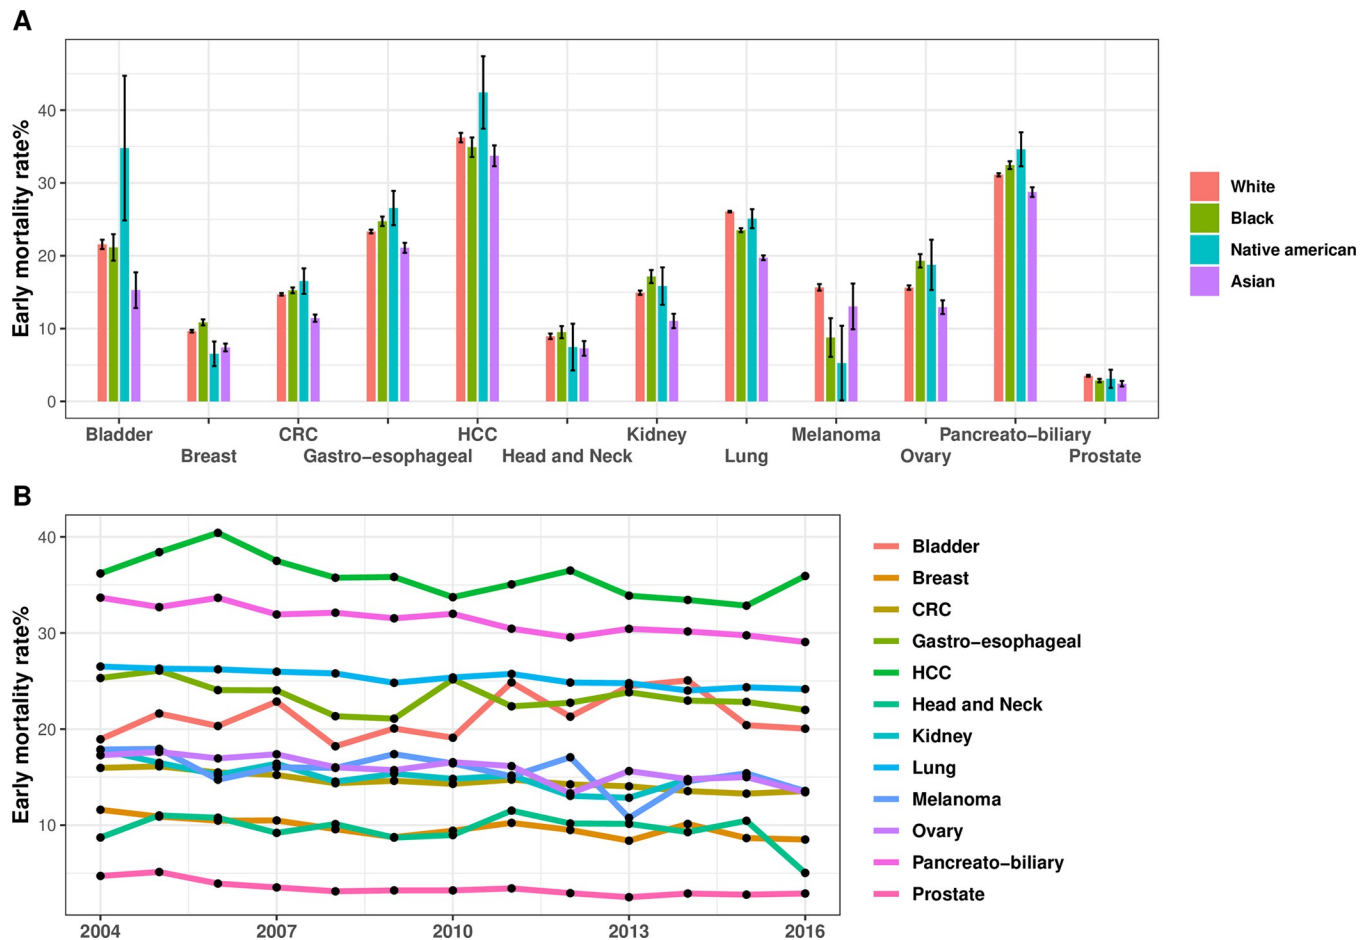 A
Early mortality rate%
40
30
20
10
0
Bladder
Breast
CRC
Gastro-esophageal
HCC
Head and Neck
Kidney
Lung
Melanoma
Ovary
Pancreato-biliary
Prostate
White
Black
Native american
Asian
B
Early mortality rate%
40
30
20
10
2004 2007 2010 2013 2016
Bladder
Breast
CRC
Gastro-esophageal
HCC
Head and Neck
Kidney
Lung
Melanoma
Ovary
Pancreato-biliary
Prostate